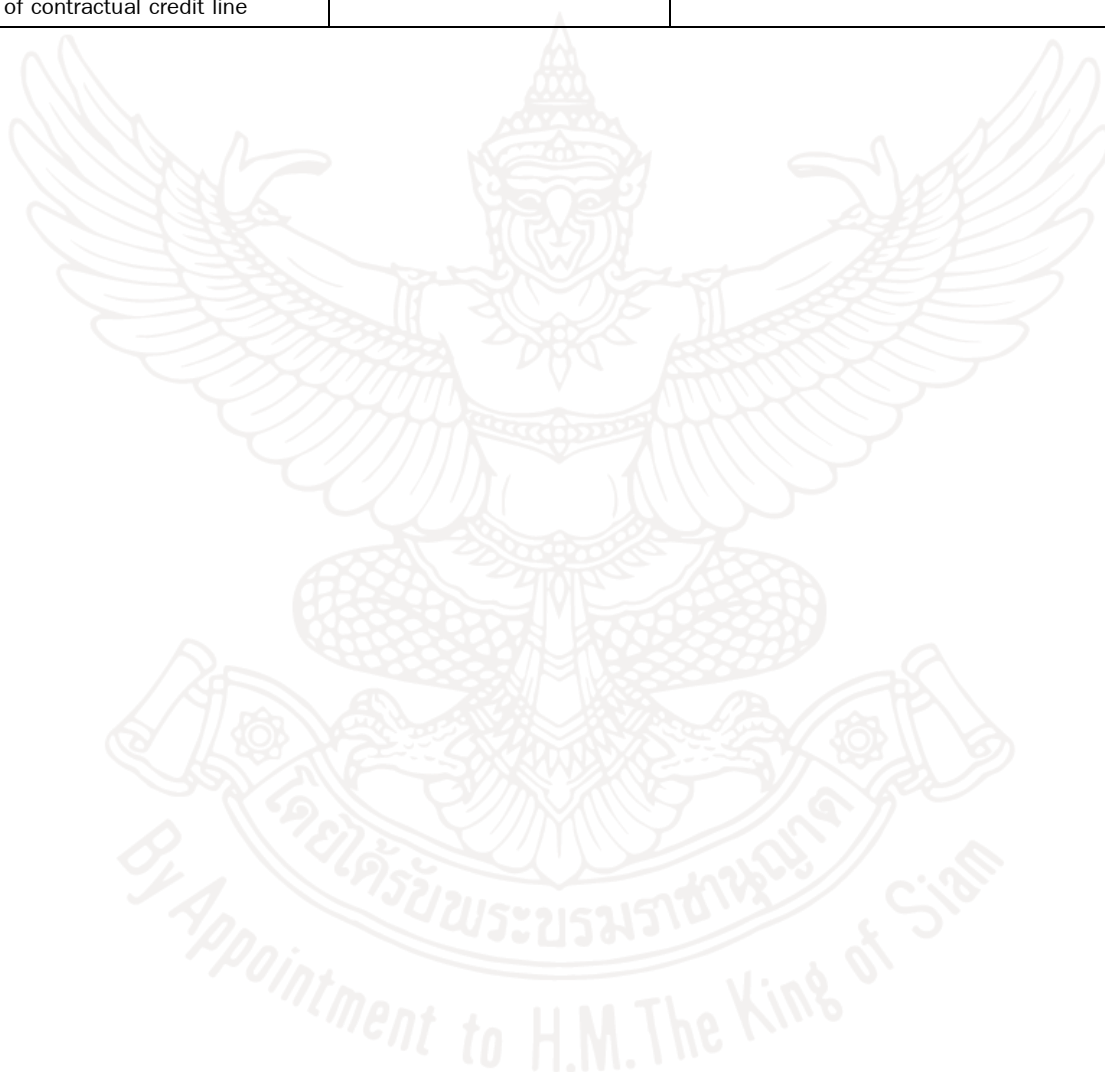 of contractual credit line
โดยได้รับพระบรมราชานุญาต
By Appointment to H.M. The King of Siam